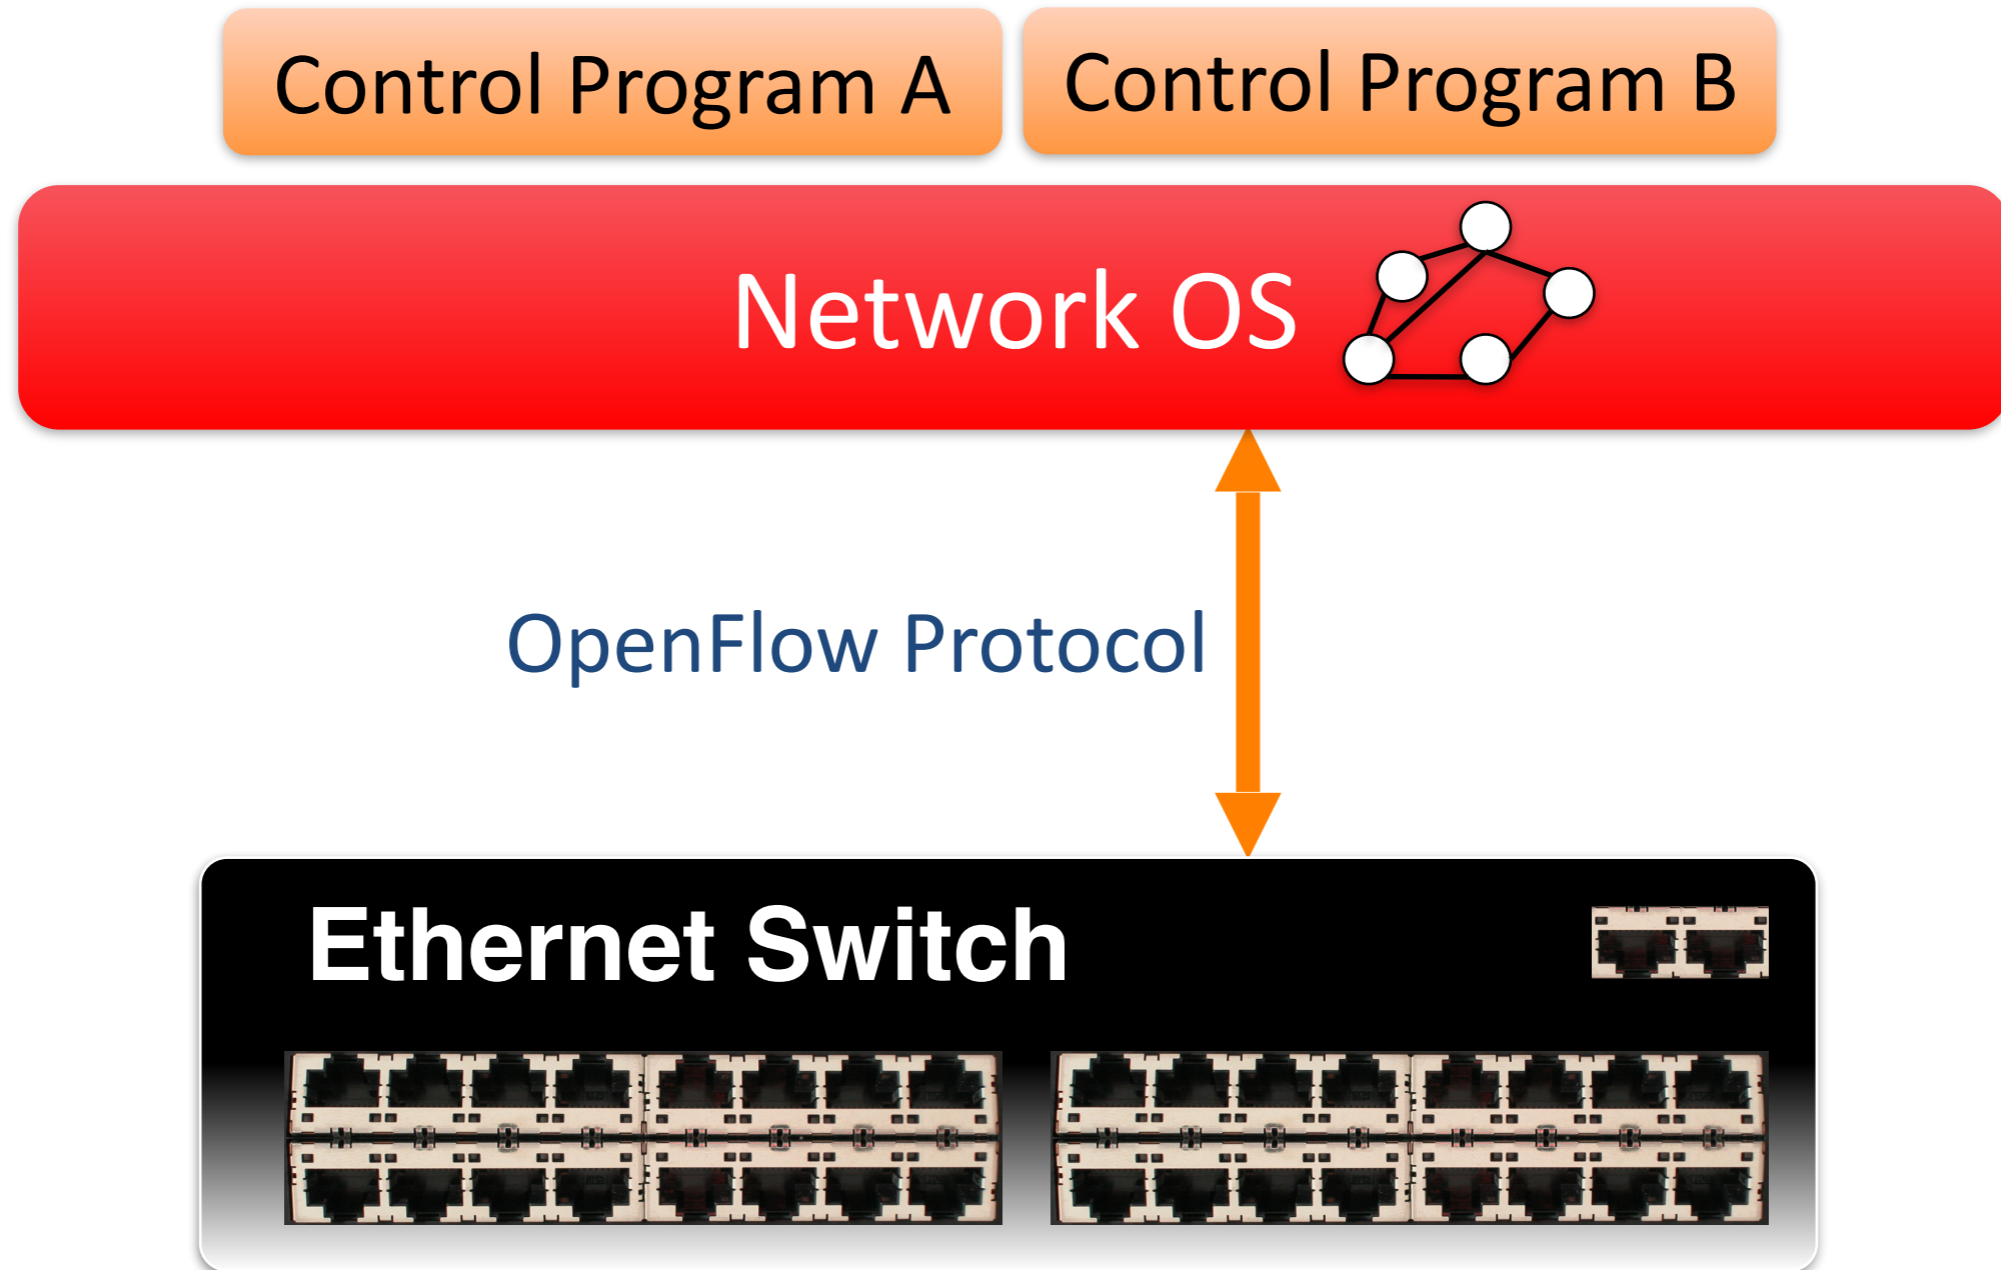 Control Program A
Control Program B
Network OS
OpenFlow Protocol
Ethernet Switch